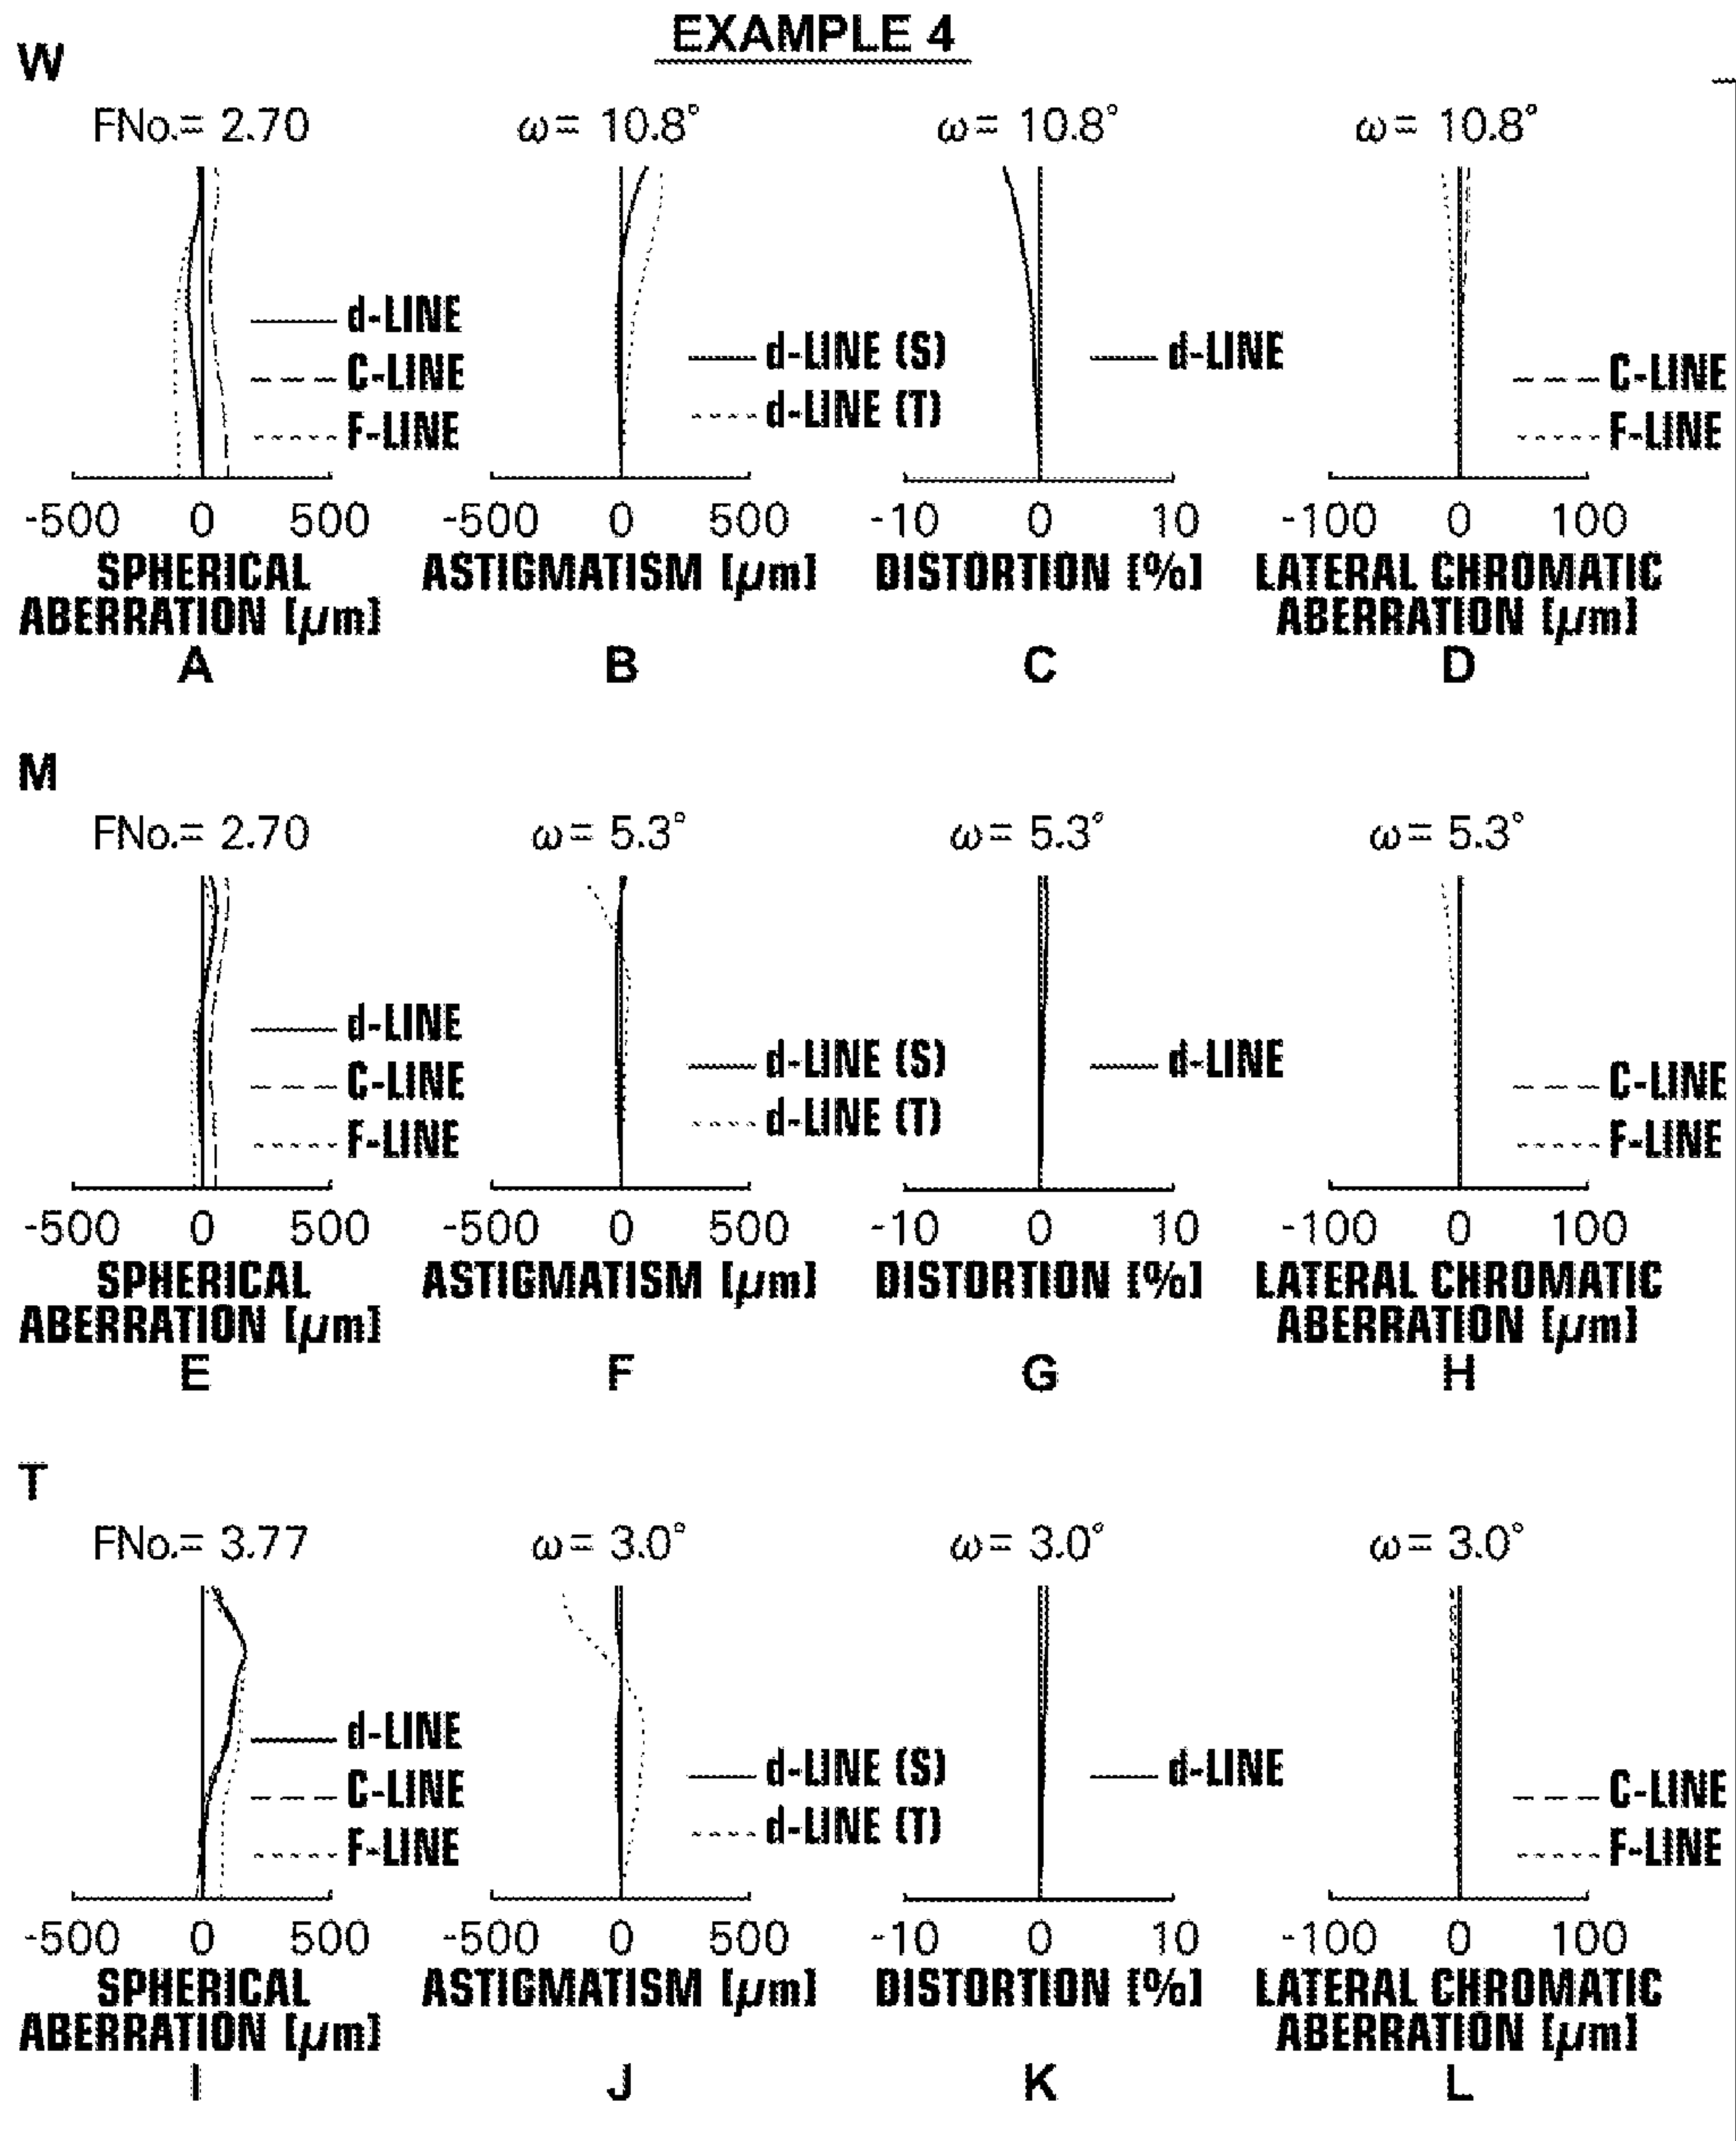 EXAMPLE 4
W
FNo.= 2.70
ω= 10.8°
ω= 10.8°
ω= 10.8°
d-LINE
C-LINE
F-LINE
d-LINE (S)
d-LINE (T)
d-LINE
C-LINE
F-LINE
-500 0 500
-500 0 500
-10 0 10
-100 0 100
SPHERICAL
ABERRATION [μm]
ASTIGMATISM [μm]
DISTORTION [%]
LATERAL CHROMATIC
ABERRATION [μm]
A
B
C
D
M
FNo.= 2.70
ω= 5.3°
ω= 5.3°
ω= 5.3°
d-LINE
C-LINE
F-LINE
d-LINE (S)
d-LINE (T)
d-LINE
C-LINE
F-LINE
-500 0 500
-500 0 500
-10 0 10
-100 0 100
SPHERICAL
ABERRATION [μm]
ASTIGMATISM [μm]
DISTORTION [%]
LATERAL CHROMATIC
ABERRATION [μm]
E
F
G
H
T
FNo.= 3.77
ω= 3.0°
ω= 3.0°
ω= 3.0°
d-LINE
C-LINE
F-LINE
d-LINE (S)
d-LINE (T)
d-LINE
C-LINE
F-LINE
-500 0 500
-500 0 500
-10 0 10
-100 0 100
SPHERICAL
ABERRATION [μm]
ASTIGMATISM [μm]
DISTORTION [%]
LATERAL CHROMATIC
ABERRATION [μm]
I
J
K
L